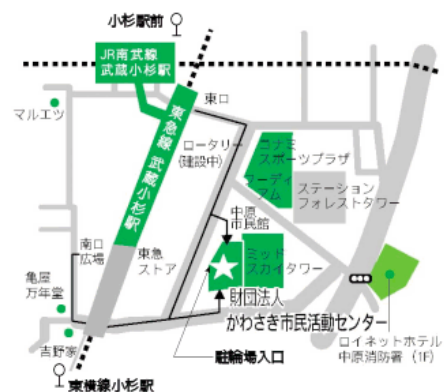 小杉駅前
JR南武線
武蔵小杉駅
東口
マルエツ
東急線 武蔵小杉駅
ロータリー
(建設中)
コナミ
スポーツプラザ
フーディアム
ステーション
フォレストタワー
中原
市民館
南口
広場
東急
ストア
ミッド
スカイタワー
亀屋
万年堂
財団法人
かわさき市民活動センター
吉野家
駐輪場入口
ロイネットホテル
中原消防署(1F)
東横線小杉駅